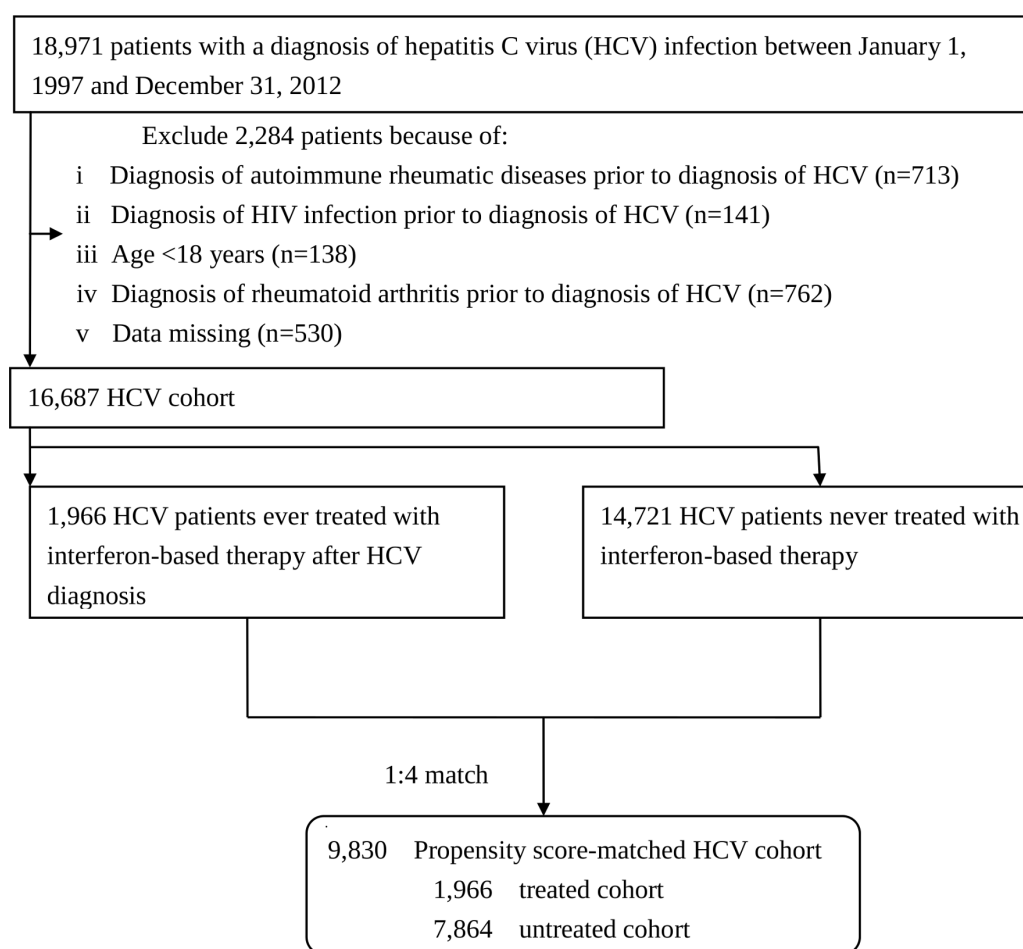 18,971 patients with a diagnosis of hepatitis C virus (HCV) infection between January 1,
1997 and December 31, 2012
Exclude 2,284 patients because of:
i Diagnosis of autoimmune rheumatic diseases prior to diagnosis of HCV (n=713)
ii Diagnosis of HIV infection prior to diagnosis of HCV (n=141)
iii Age <18 years (n=138)
iv Diagnosis of rheumatoid arthritis prior to diagnosis of HCV (n=762)
v Data missing (n=530)
16,687 HCV cohort
1,966 HCV patients ever treated with
interferon-based therapy after HCV
diagnosis
14,721 HCV patients never treated with
interferon-based therapy
1:4 match
9,830 Propensity score-matched HCV cohort
1,966 treated cohort
7,864 untreated cohort